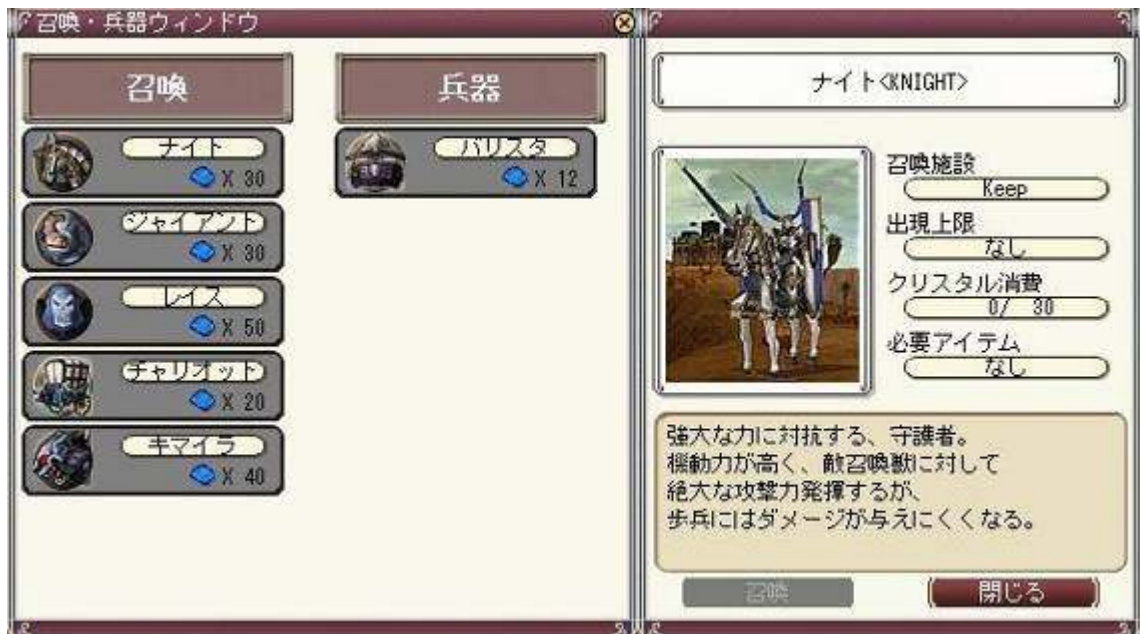 召喚・兵器ウィンドウ
召喚
兵器
ナイト
X 30
ジャイアント
X 30
レイス
X 50
チャリオット
X 20
キマイラ
X 40
バリスタ
X 12
ナイト<KNIGHT>
召喚施設
Keep
出現上限
なし
クリスタル消費
0/ 30
必要アイテム
なし
強大な力に対抗する、守護者。
機動力が高く、敵召喚獣に対して
絶大な攻撃力発揮するが、
歩兵にはダメージが与えにくくなる。
召喚
閉じる